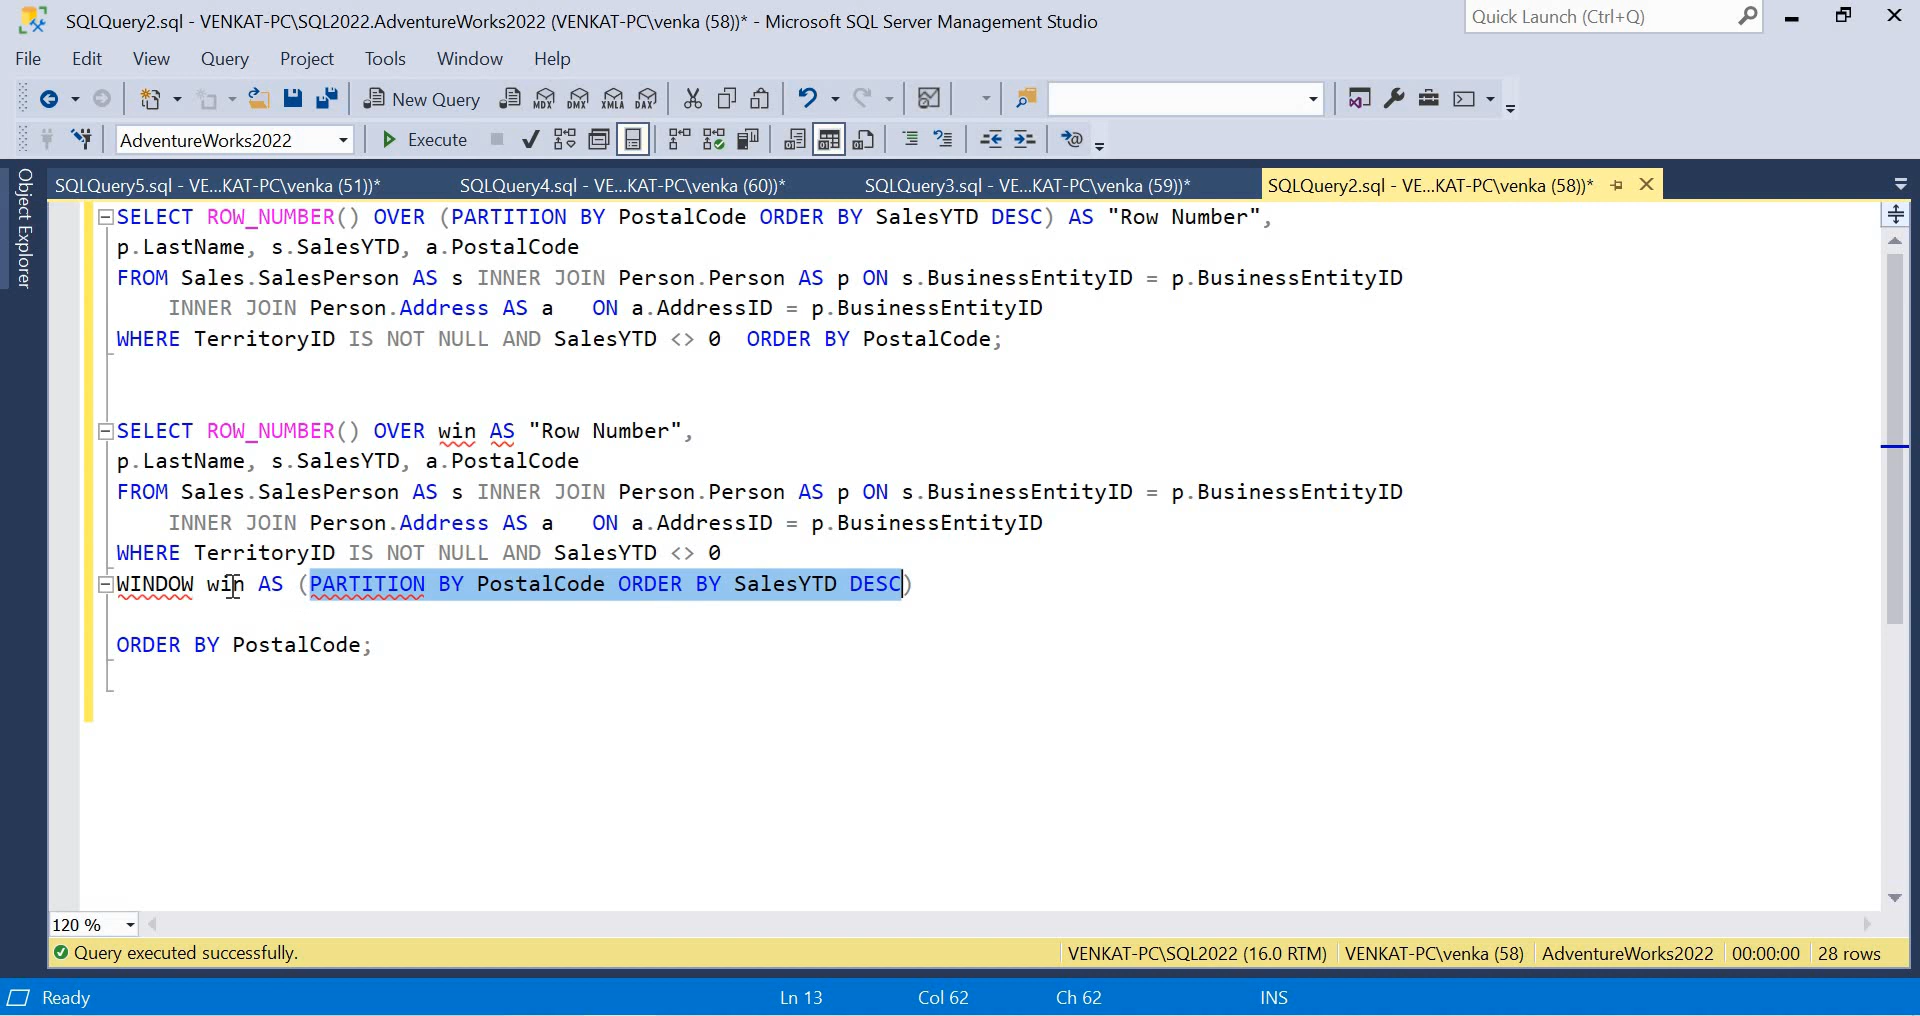 SQLQuery2.sql - VENKAT-PC\SQL2022.AdventureWorks2022 (VENKAT-PC\venka (58))* - Microsoft SQL Server Management Studio
Quick Launch (Ctrl+Q)
File Edit View Query Project Tools Window Help
New Query MDX DMX XMLA DAX
AdventureWorks2022 Execute
Object Explorer
SQLQuery5.sql - VE...KAT-PC\venka (51))* SQLQuery4.sql - VE...KAT-PC\venka (60))* SQLQuery3.sql - VE...KAT-PC\venka (59))* SQLQuery2.sql - VE...KAT-PC\venka (58))*
SELECT ROW_NUMBER() OVER (PARTITION BY PostalCode ORDER BY SalesYTD DESC) AS "Row Number",
p.LastName, s.SalesYTD, a.PostalCode
FROM Sales.SalesPerson AS s INNER JOIN Person.Person AS p ON s.BusinessEntityID = p.BusinessEntityID
INNER JOIN Person.Address AS a ON a.AddressID = p.BusinessEntityID
WHERE TerritoryID IS NOT NULL AND SalesYTD <> 0 ORDER BY PostalCode;
SELECT ROW_NUMBER() OVER win AS "Row Number",
p.LastName, s.SalesYTD, a.PostalCode
FROM Sales.SalesPerson AS s INNER JOIN Person.Person AS p ON s.BusinessEntityID = p.BusinessEntityID
INNER JOIN Person.Address AS a ON a.AddressID = p.BusinessEntityID
WHERE TerritoryID IS NOT NULL AND SalesYTD <> 0
WINDOW win AS (PARTITION BY PostalCode ORDER BY SalesYTD DESC)
ORDER BY PostalCode;
120 %
Query executed successfully. VENKAT-PC\SQL2022 (16.0 RTM) VENKAT-PC\venka (58) AdventureWorks2022 00:00:00 28 rows
Ready Ln 13 Col 62 Ch 62 INS